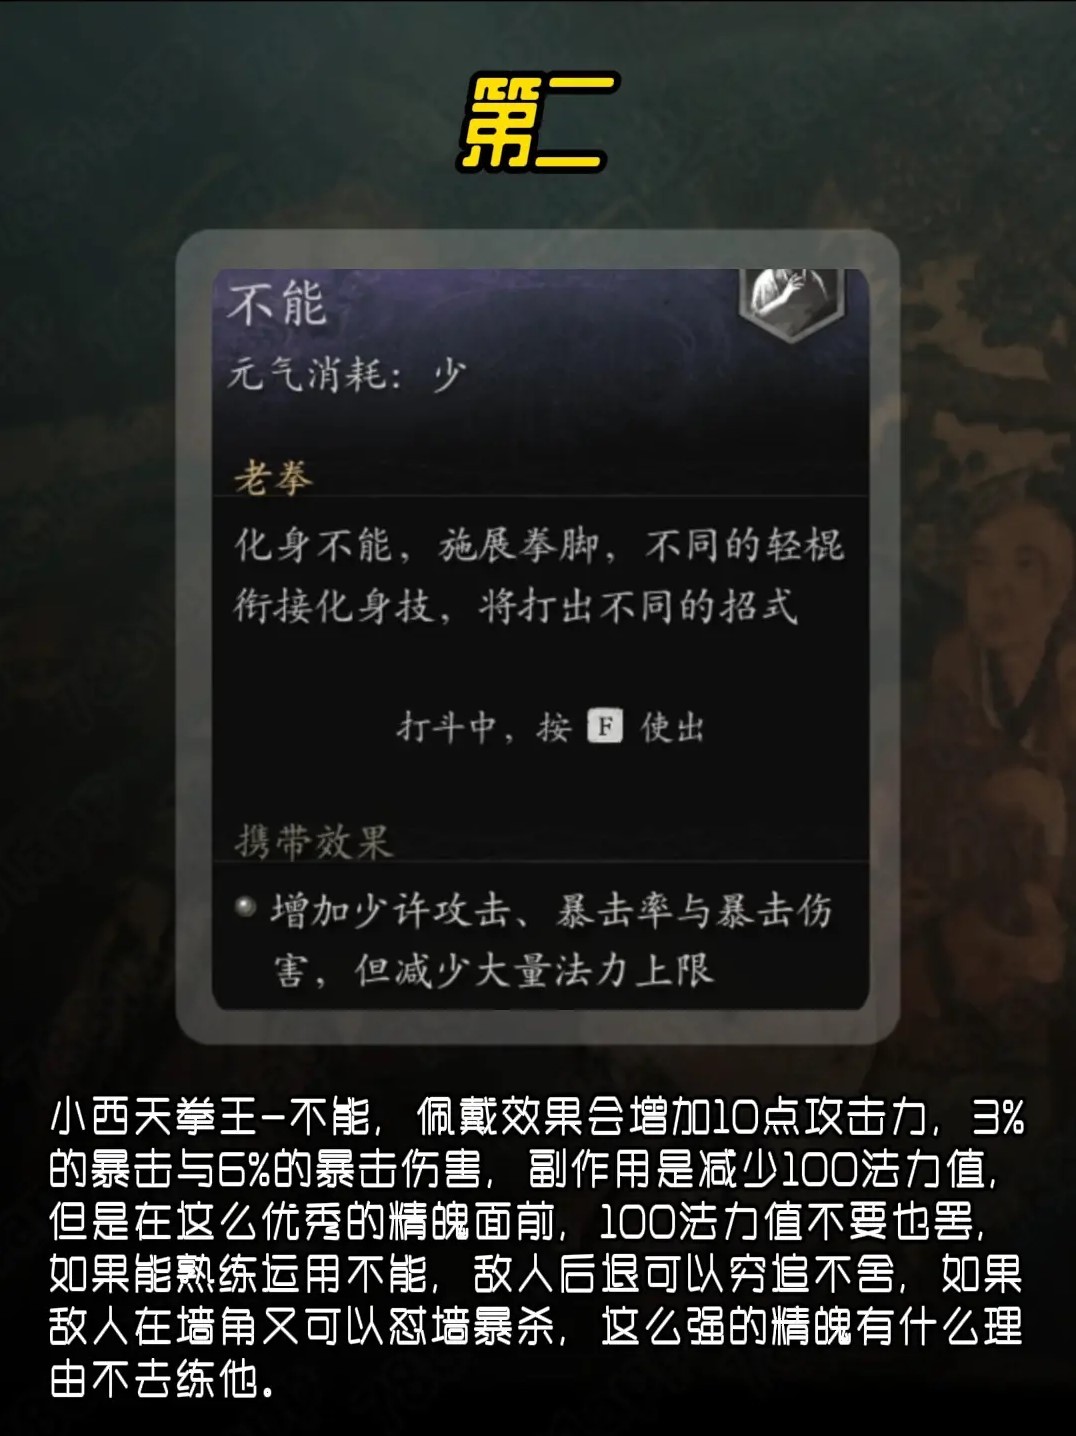 第二
不能
元气消耗：少
老拳
化身不能，施展拳脚，不同的轻棍
衔接化身技，将打出不同的招式
打斗中，按 F 使出
携带效果
增加少许攻击、暴击率与暴击伤
害，但减少大量法力上限
小西天拳王-不能，佩戴效果会增加10点攻击力，3%
的暴击与6%的暴击伤害，副作用是减少100法力值，
但是在这么优秀的精魄面前，100法力值不要也罢，
如果能熟练运用不能，敌人后退可以穷追不舍，如果
敌人在墙角又可以怼墙暴杀，这么强的精魄有什么理
由不去练他。